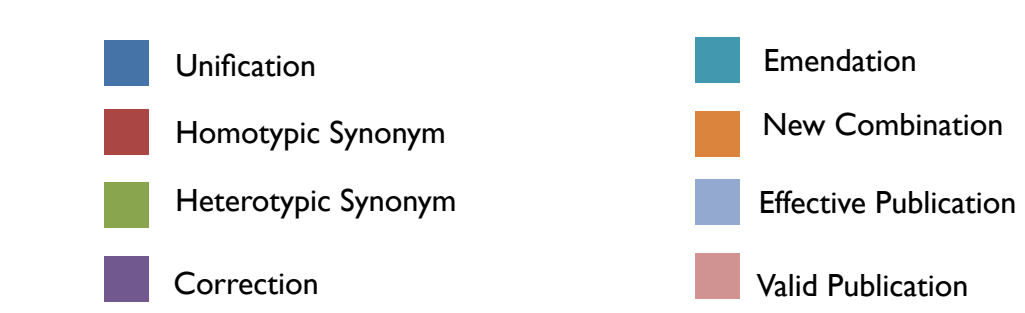 Unification
Homotypic Synonym
Heterotypic Synonym
Correction
Emendation
New Combination
Effective Publication
Valid Publication